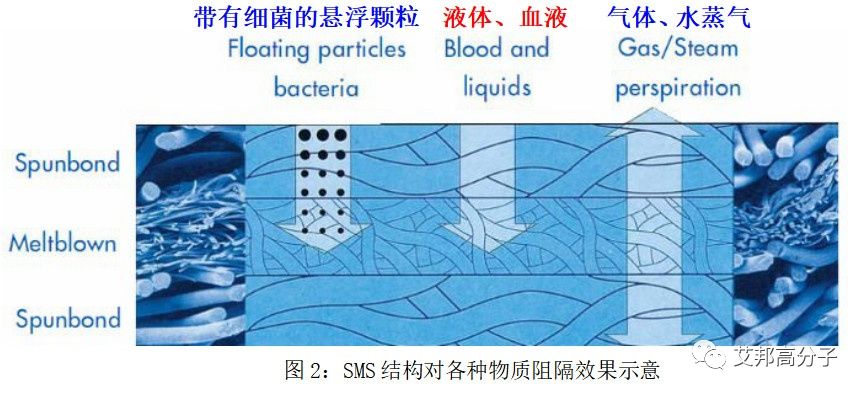 带有细菌的悬浮颗粒 液体、血液 气体、水蒸气
Floating particles Blood and Gas/Steam
bacteria liquids perspiration
Spunbond
Meltblown
Spunbond
艾邦高分子
图 2：SMS 结构对各种物质阻隔效果示意